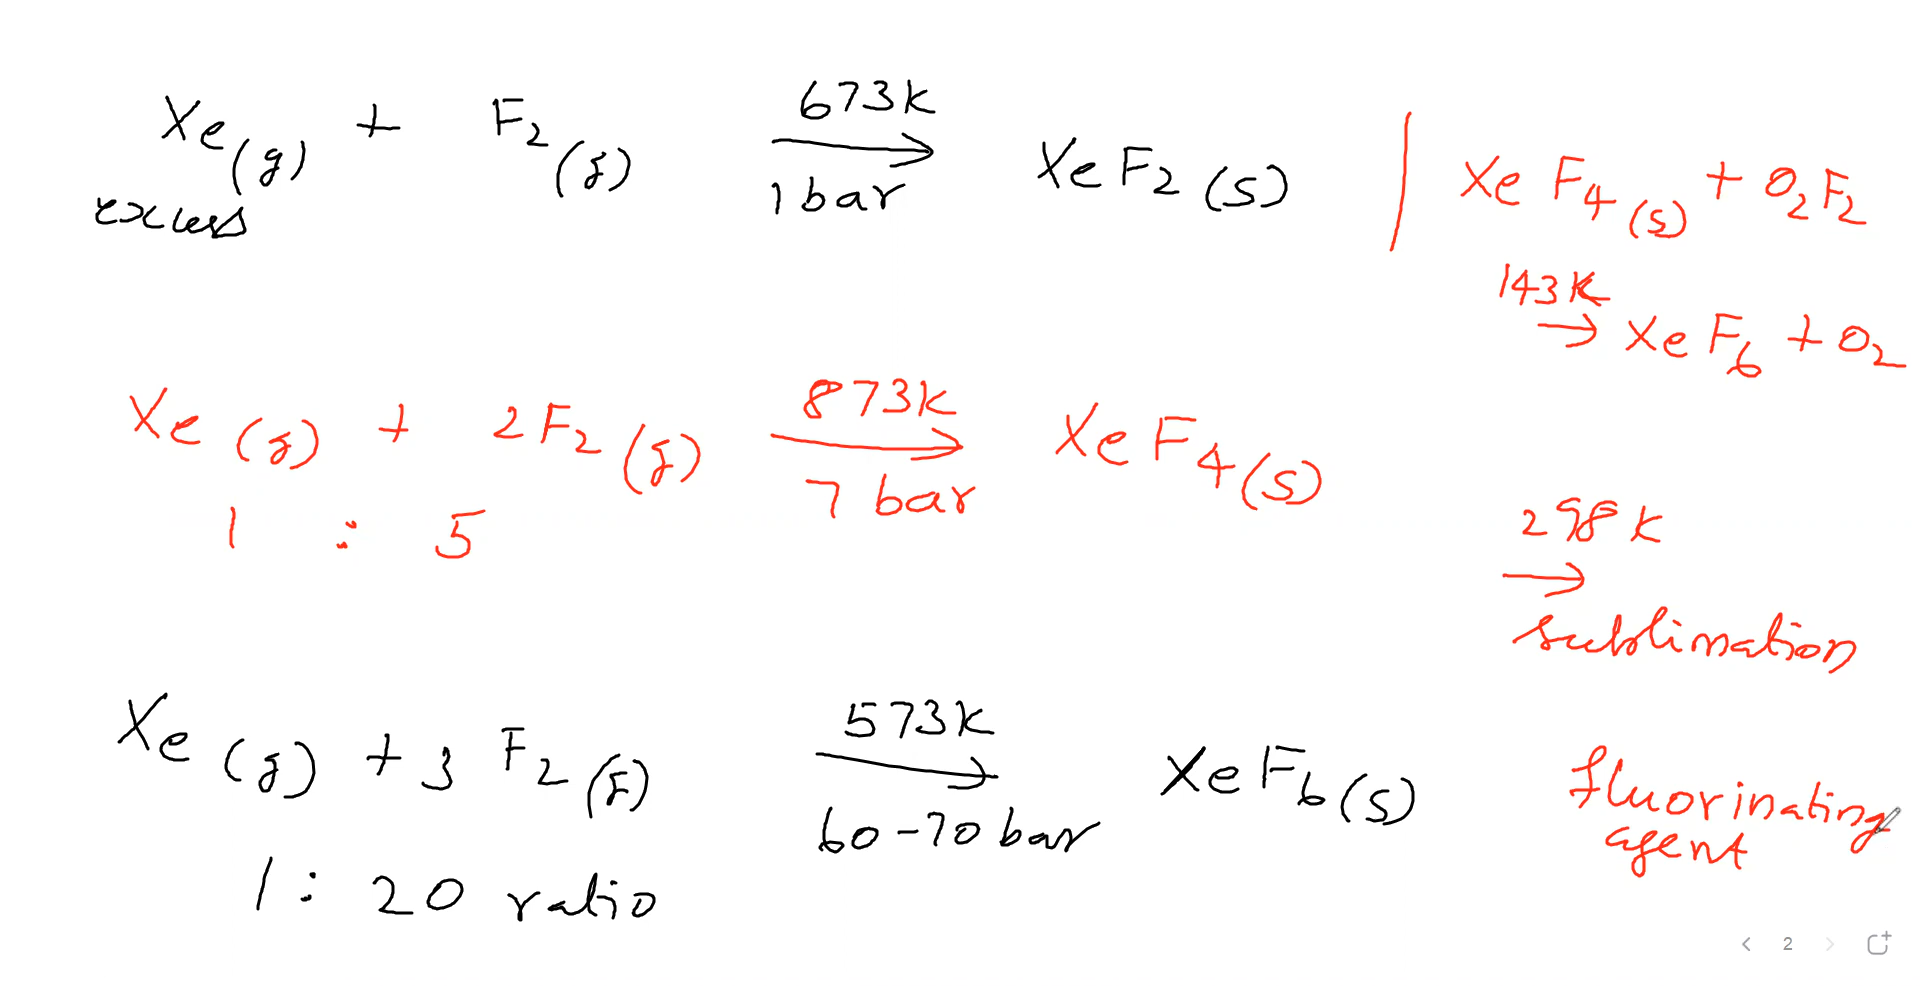 Xe(g) + F2(g) 673K 1 bar → XeF2(s)
excess
XeF4(s) + O2F2
143K → XeF6 + O2
Xe(g) + 2F2(g) 873K 7 bar → XeF4(s)
1 : 5
298K
→
sublimation
Xe(g) + 3F2(g) 573K 60-70 bar → XeF6(s)
1 : 20 ratio
fluorinating
agent
2